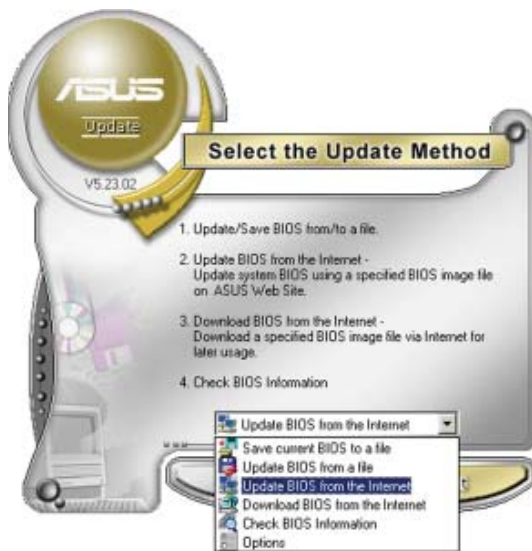 ASUS
Update
V5.23.02
Select the Update Method
1. Update/Save BIOS from/to a file.
2. Update BIOS from the Internet -
Update system BIOS using a specified BIOS image file
on ASUS Web Site.
3. Download BIOS from the Internet -
Download a specified BIOS image file via Internet for
later usage.
4. Check BIOS Information
Update BIOS from the Internet
Save current BIOS to a file
Update BIOS from a file
Update BIOS from the Internet
Download BIOS from the Internet
Check BIOS Information
Options